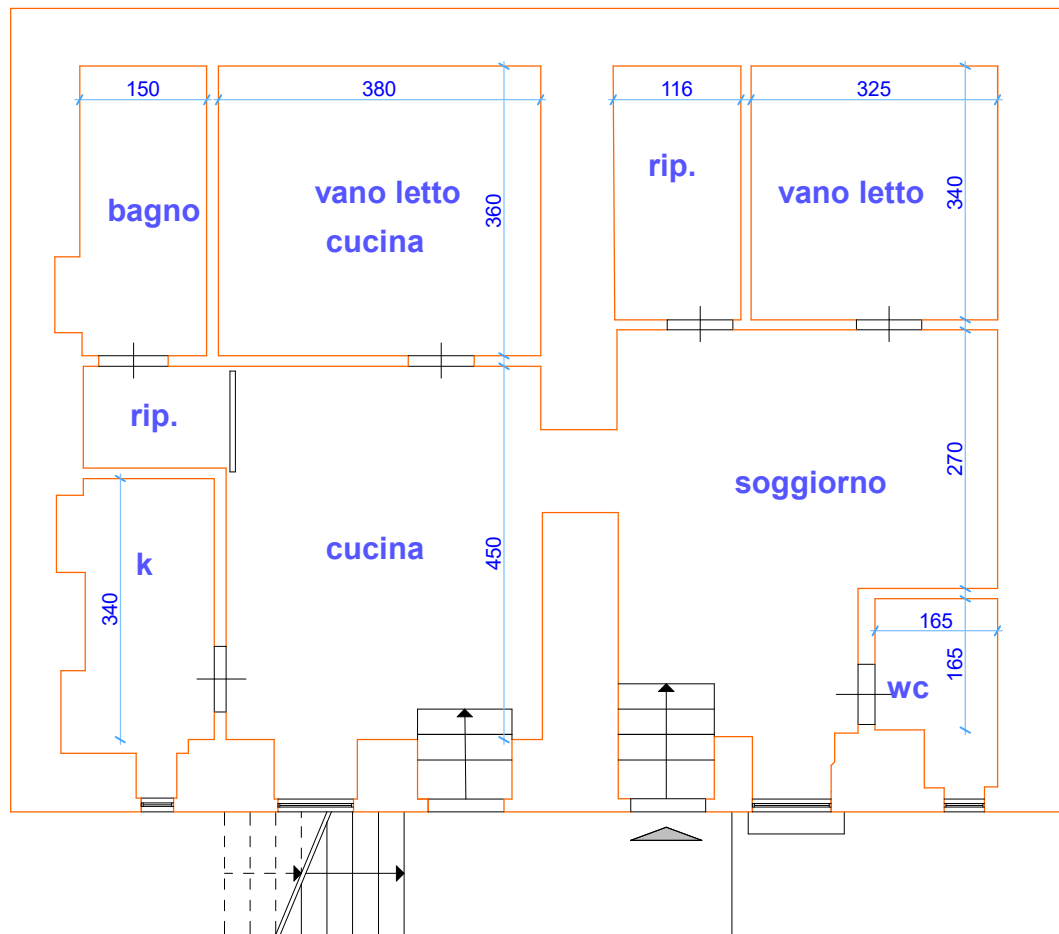 150
380
116
325
bagno
vano letto
cucina
360
rip.
vano letto
340
rip.
k
340
cucina
450
soggiorno
270
165
wc
165